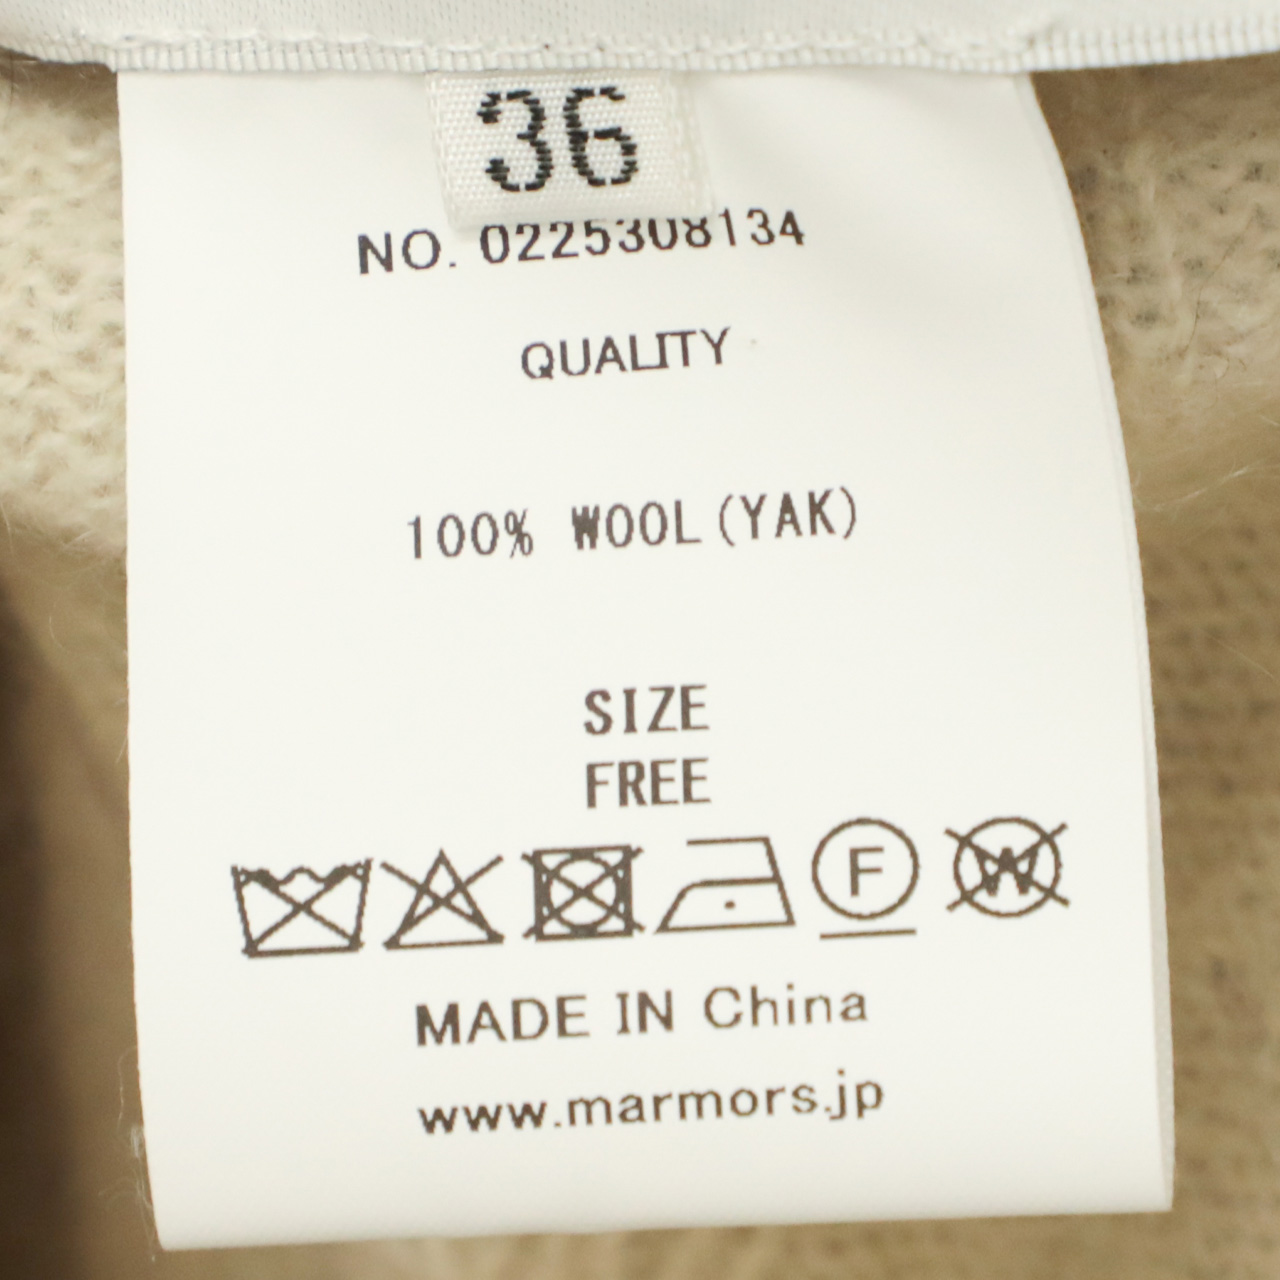 36
NO. 0225308134
QUALITY
100% WOOL(YAK)
SIZE
FREE
F W
MADE IN China
www.marmors.jp